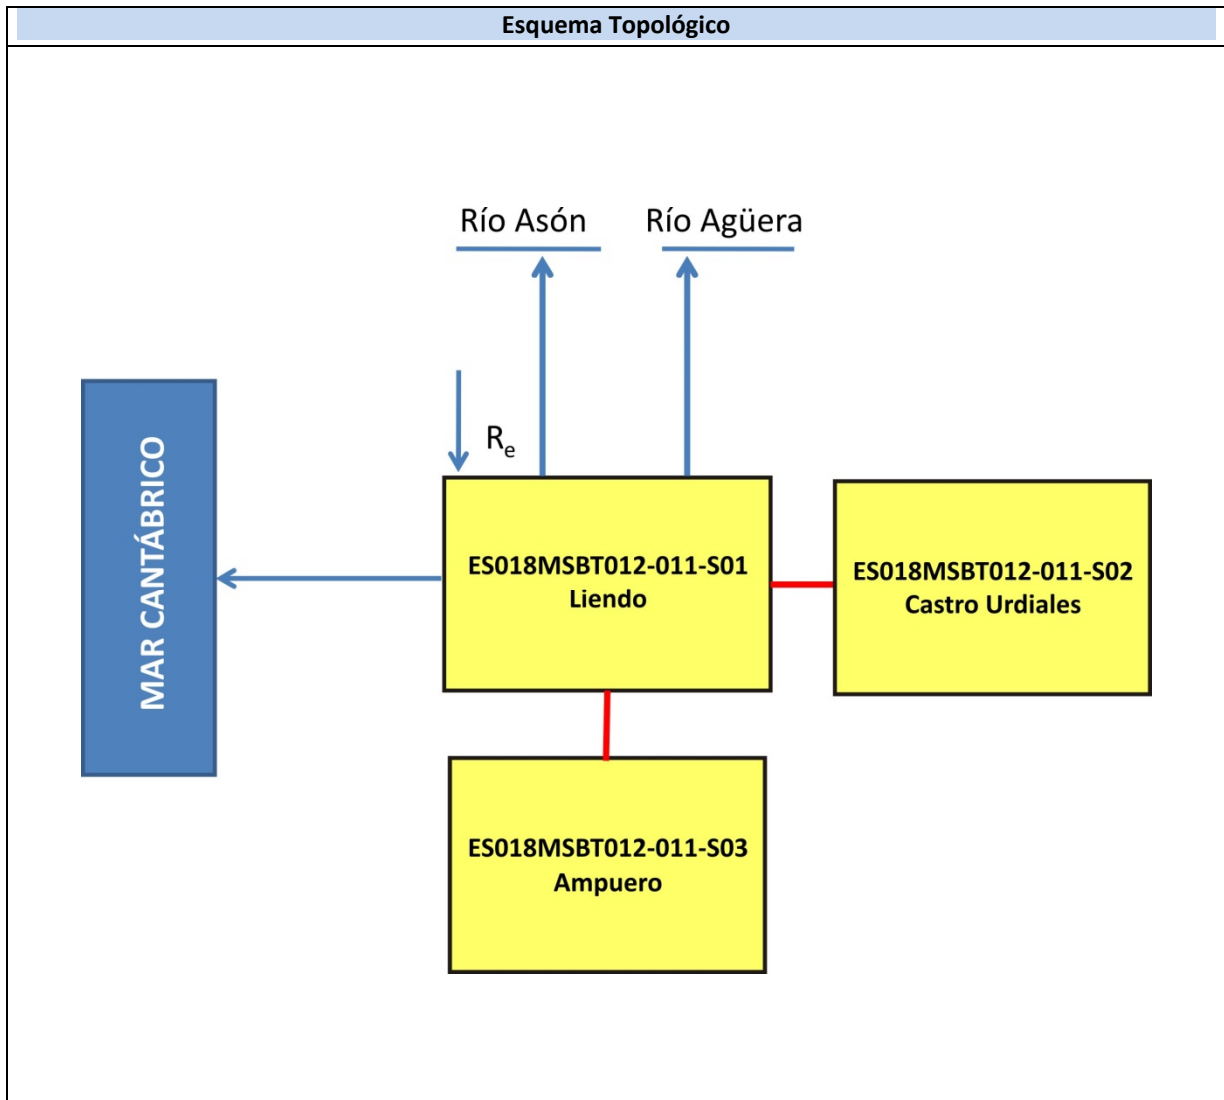 Esquema Topológico
Río Asón
Río Agüera
Re
MAR CANTÁBRICO
ES018MSBT012-011-S01
Liendo
ES018MSBT012-011-S02
Castro Urdiales
ES018MSBT012-011-S03
Ampuero